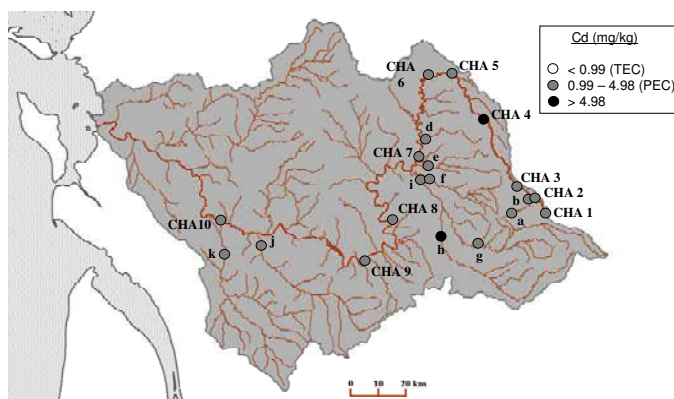 Cd (mg/kg)
< 0.99 (TEC)
0.99 – 4.98 (PEC)
> 4.98
CHA 6
CHA 5
CHA 4
d
CHA 7
e
i
f
CHA 3
b
CHA 2
a
CHA 1
CHA10
CHA 8
k
j
h
g
CHA 9
0 10 20 km